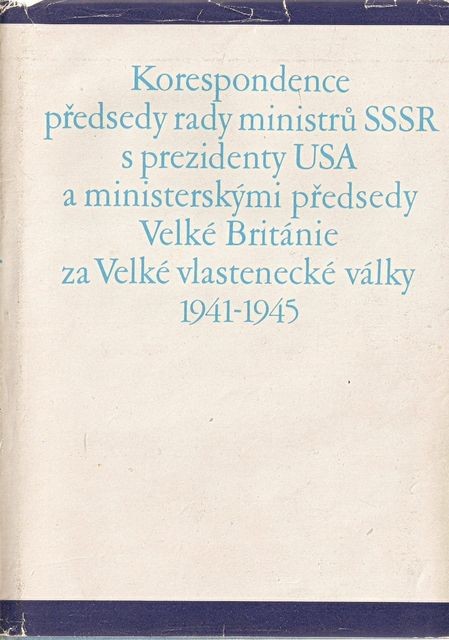 Korespondence
předsedy rady ministrů SSSR
s prezidenty USA
a ministerskými předsedy
Velké Británie
za Velké vlastenecké války
1941-1945